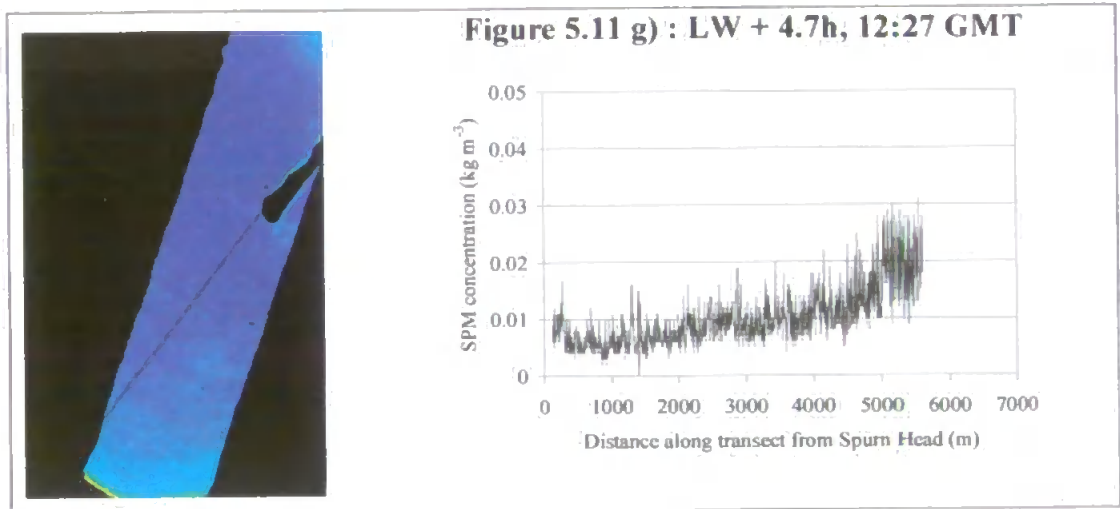 Figure 5.11 g) : LW + 4.7h, 12:27 GMT
0.05
0.04
0.03
0.02
0.01
0
SPM concentration (kg m⁻³)
0 1000 2000 3000 4000 5000 6000 7000
Distance along transect from Spurn Head (m)